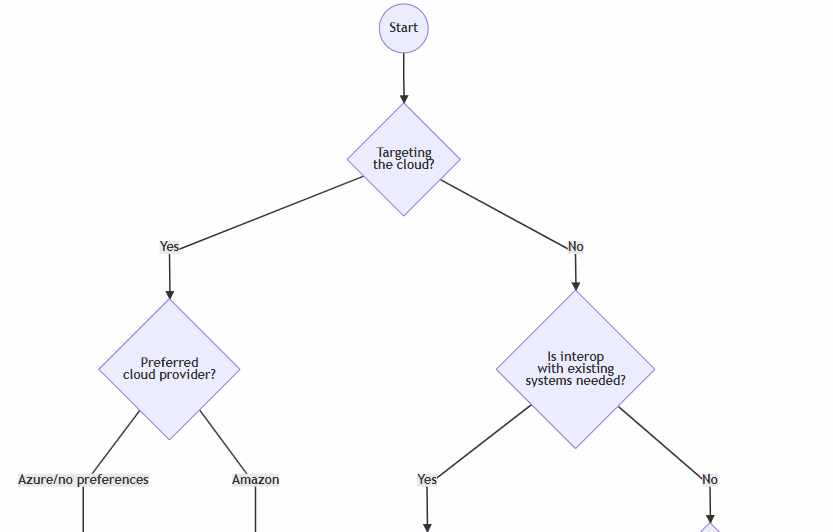 Start
Targeting
the cloud?
Yes
No
Preferred
cloud provider?
Is interop
with existing
systems needed?
Azure/no preferences
Amazon
Yes
No